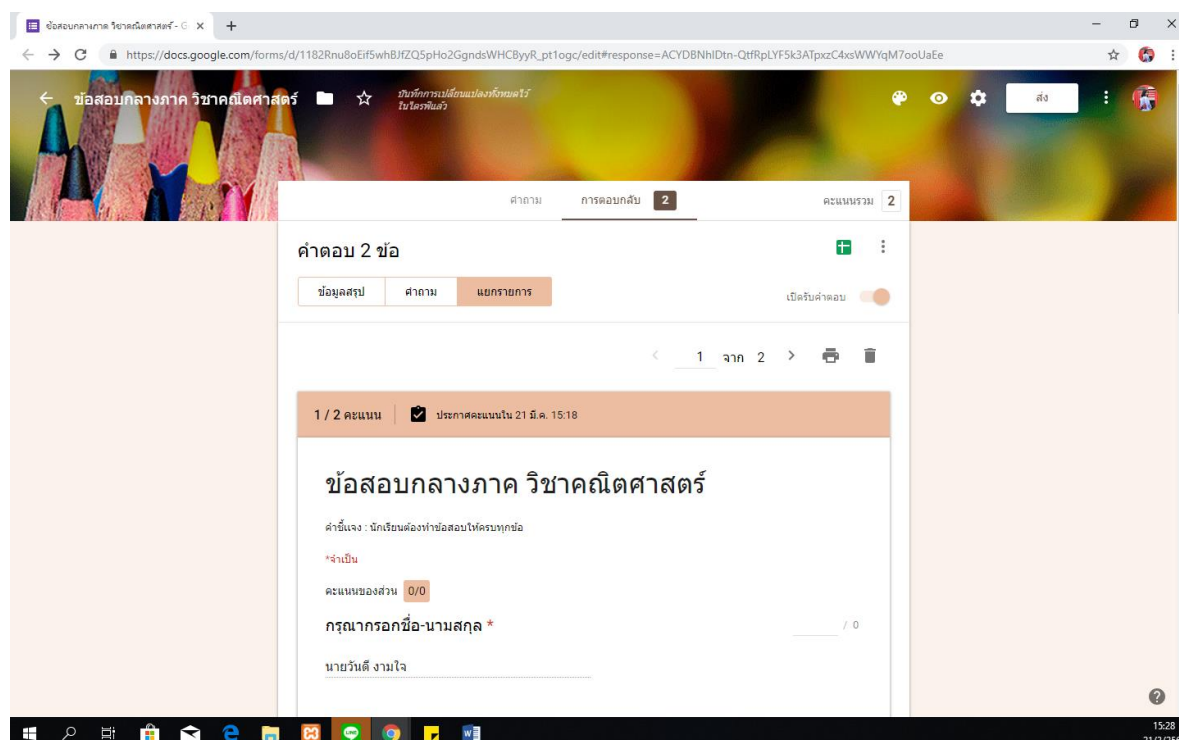 ข้อสอบกลางภาค วิชาคณิตศาสตร์ - G
https://docs.google.com/forms/d/1182Rnu8oEif5whBJfZQ5pHo2GgndsWHCByyR_pt1ogc/edit#response=ACYDBNhIDtn-QtfRpLYF5k3ATpxzC4xsWWYqM7ooUaEe
ข้อสอบกลางภาค วิชาคณิตศาสตร์
บันทึกการเปลี่ยนแปลงทั้งหมดไว้
ในไดรฟ์แล้ว
ส่ง
คำถาม การตอบกลับ 2 คะแนนรวม 2
คำตอบ 2 ข้อ
ข้อมูลสรุป คำถาม แยกรายการ
เปิดรับคำตอบ
1 จาก 2
1 / 2 คะแนน ประกาศคะแนนใน 21 มี.ค. 15:18
ข้อสอบกลางภาค วิชาคณิตศาสตร์
คำชี้แจง : นักเรียนต้องทำข้อสอบให้ครบทุกข้อ
*จำเป็น
คะแนนของส่วน 0/0
กรุณากรอกชื่อ-นามสกุล * / 0
นายวันดี งามใจ
15:28